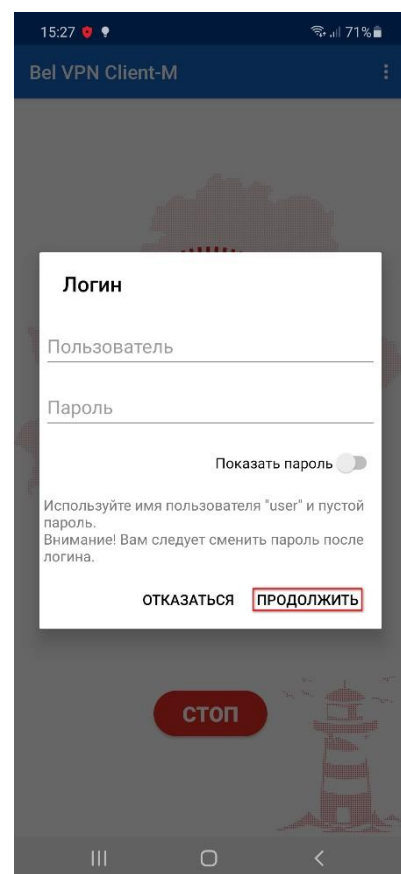 15:27 71%
Bel VPN Client-M
Логин
Пользователь
Пароль
Показать пароль
Используйте имя пользователя "user" и пустой
пароль.
Внимание! Вам следует сменить пароль после
логина.
ОТКАЗАТЬСЯ ПРОДОЛЖИТЬ
СТОП